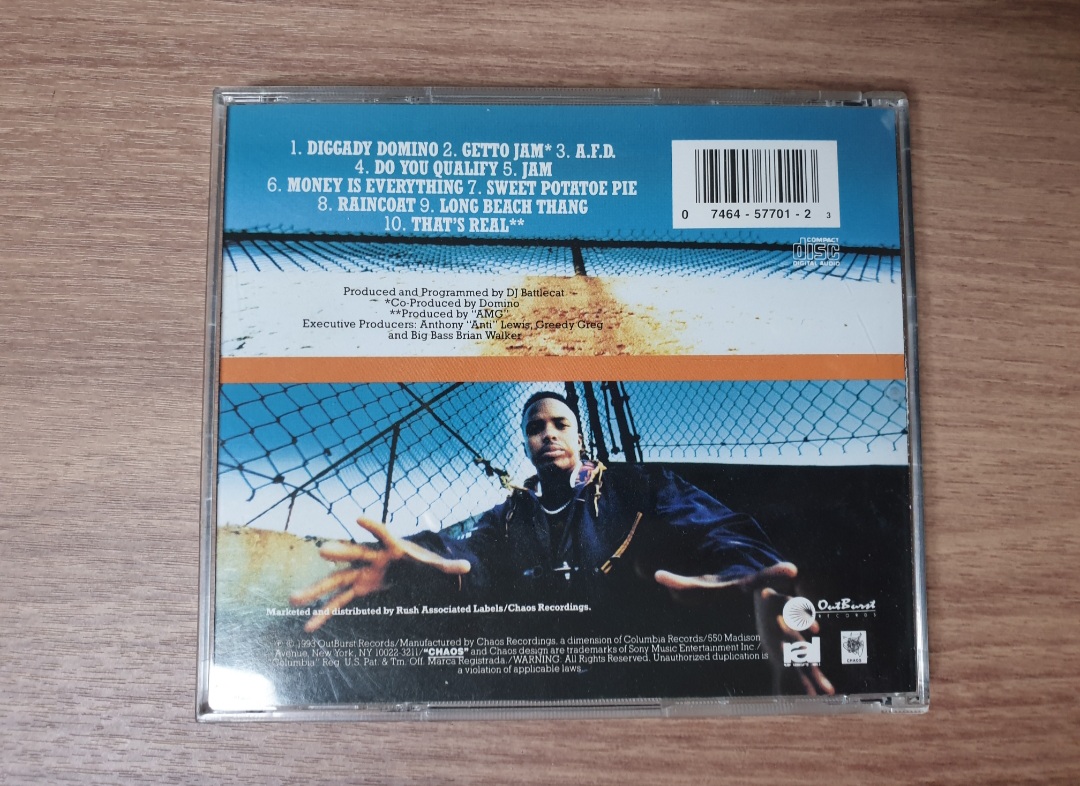 1. DIGGADY DOMINO 2. GETTO JAM* 3. A.F.D.
4. DO YOU QUALIFY 5. JAM
6. MONEY IS EVERYTHING 7. SWEET POTATOE PIE
8. RAINCOAT 9. LONG BEACH THANG
10. THAT'S REAL**
0 7464-57701-2 3
COMPACT
disc
DIGITAL AUDIO
Produced and Programmed by DJ Battlecat
*Co-Produced by Domino
**Produced by "AMG"
Executive Producers: Anthony "Anti" Lewis, Greedy Greg
and Big Bass Brian Walker
Marketed and distributed by Rush Associated Labels/Chaos Recordings.
OutBurst
RECORDS
℗ © 1993 OutBurst Records/Manufactured by Chaos Recordings, a dimension of Columbia Records/550 Madison
Avenue, New York, NY 10022-3211/"CHAOS" and Chaos design are trademarks of Sony Music Entertainment Inc./
"Columbia" Reg. U.S. Pat. & Tm. Off. Marca Registrada./WARNING: All Rights Reserved. Unauthorized duplication is
a violation of applicable laws.
ral
CHAOS